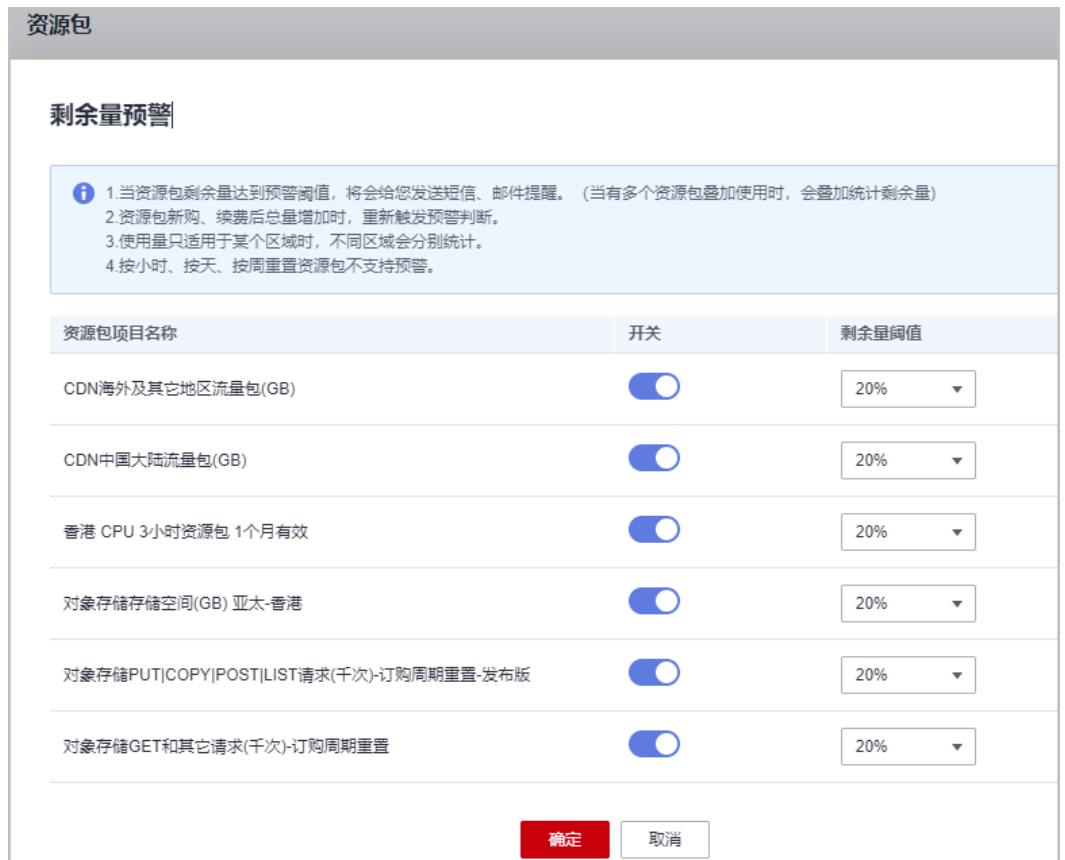 资源包
剩余量预警
1.当资源包剩余量达到预警阈值，将会给您发送短信、邮件提醒。（当有多个资源包叠加使用时，会叠加统计剩余量）
2.资源包新购、续费后总量增加时，重新触发预警判断。
3.使用量只适用于某个区域时，不同区域会分别统计。
4.按小时、按天、按周重置资源包不支持预警。
资源包项目名称 开关 剩余量阈值
CDN海外及其它地区流量包(GB) 20%
CDN中国大陆流量包(GB) 20%
香港 CPU 3小时资源包 1个月有效 20%
对象存储存储空间(GB) 亚太-香港 20%
对象存储PUT|COPY|POST|LIST请求(千次)-订购周期重置-发布版 20%
对象存储GET和其它请求(千次)-订购周期重置 20%
确定 取消